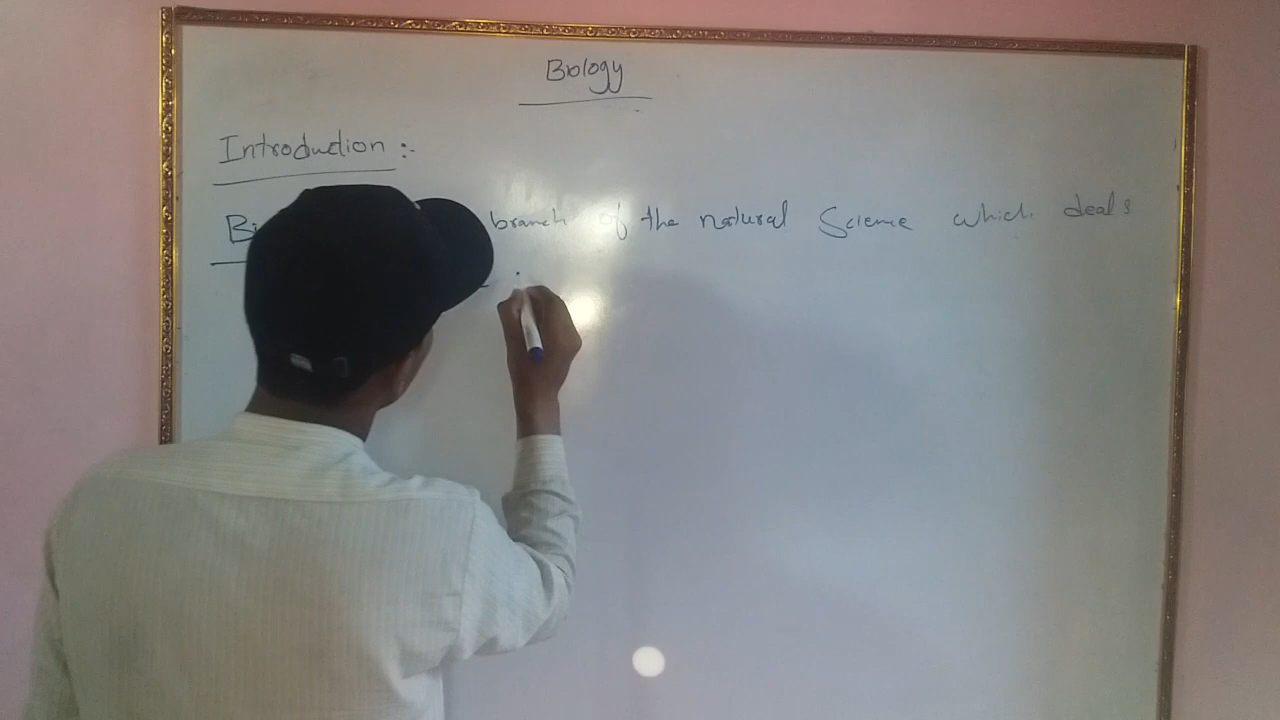 Biology
Introduction :-
branch of the natural Science which deals